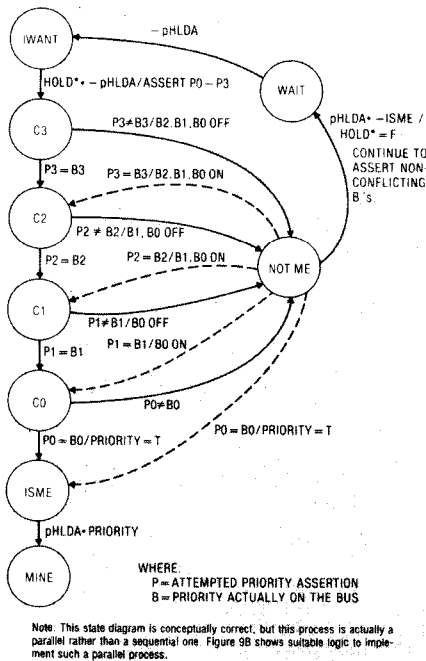 – pHLDA
IWANT
HOLD* • – pHLDA/ASSERT P0 – P3
WAIT
pHLDA • – ISME /
HOLD* = F
CONTINUE TO
ASSERT NON-
CONFLICTING
B's.
P3≠B3/B2.B1,B0 OFF
C3
P3 = B3
P3 = B3/B2.B1,B0 ON
C2
P2 ≠ B2/B1, B0 OFF
P2 = B2
P2 = B2/B1,B0 ON
NOT ME
C1
P1≠B1/B0 OFF
P1 = B1
P1 = B1/B0 ON
C0
P0≠B0
P0 = B0/PRIORITY = T
P0 = B0/PRIORITY = T
ISME
pHLDA • PRIORITY
MINE
WHERE:
P = ATTEMPTED PRIORITY ASSERTION
B = PRIORITY ACTUALLY ON THE BUS
Note: This state diagram is conceptually correct, but this process is actually a
parallel rather than a sequential one. Figure 9B shows suitable logic to imple-
ment such a parallel process.